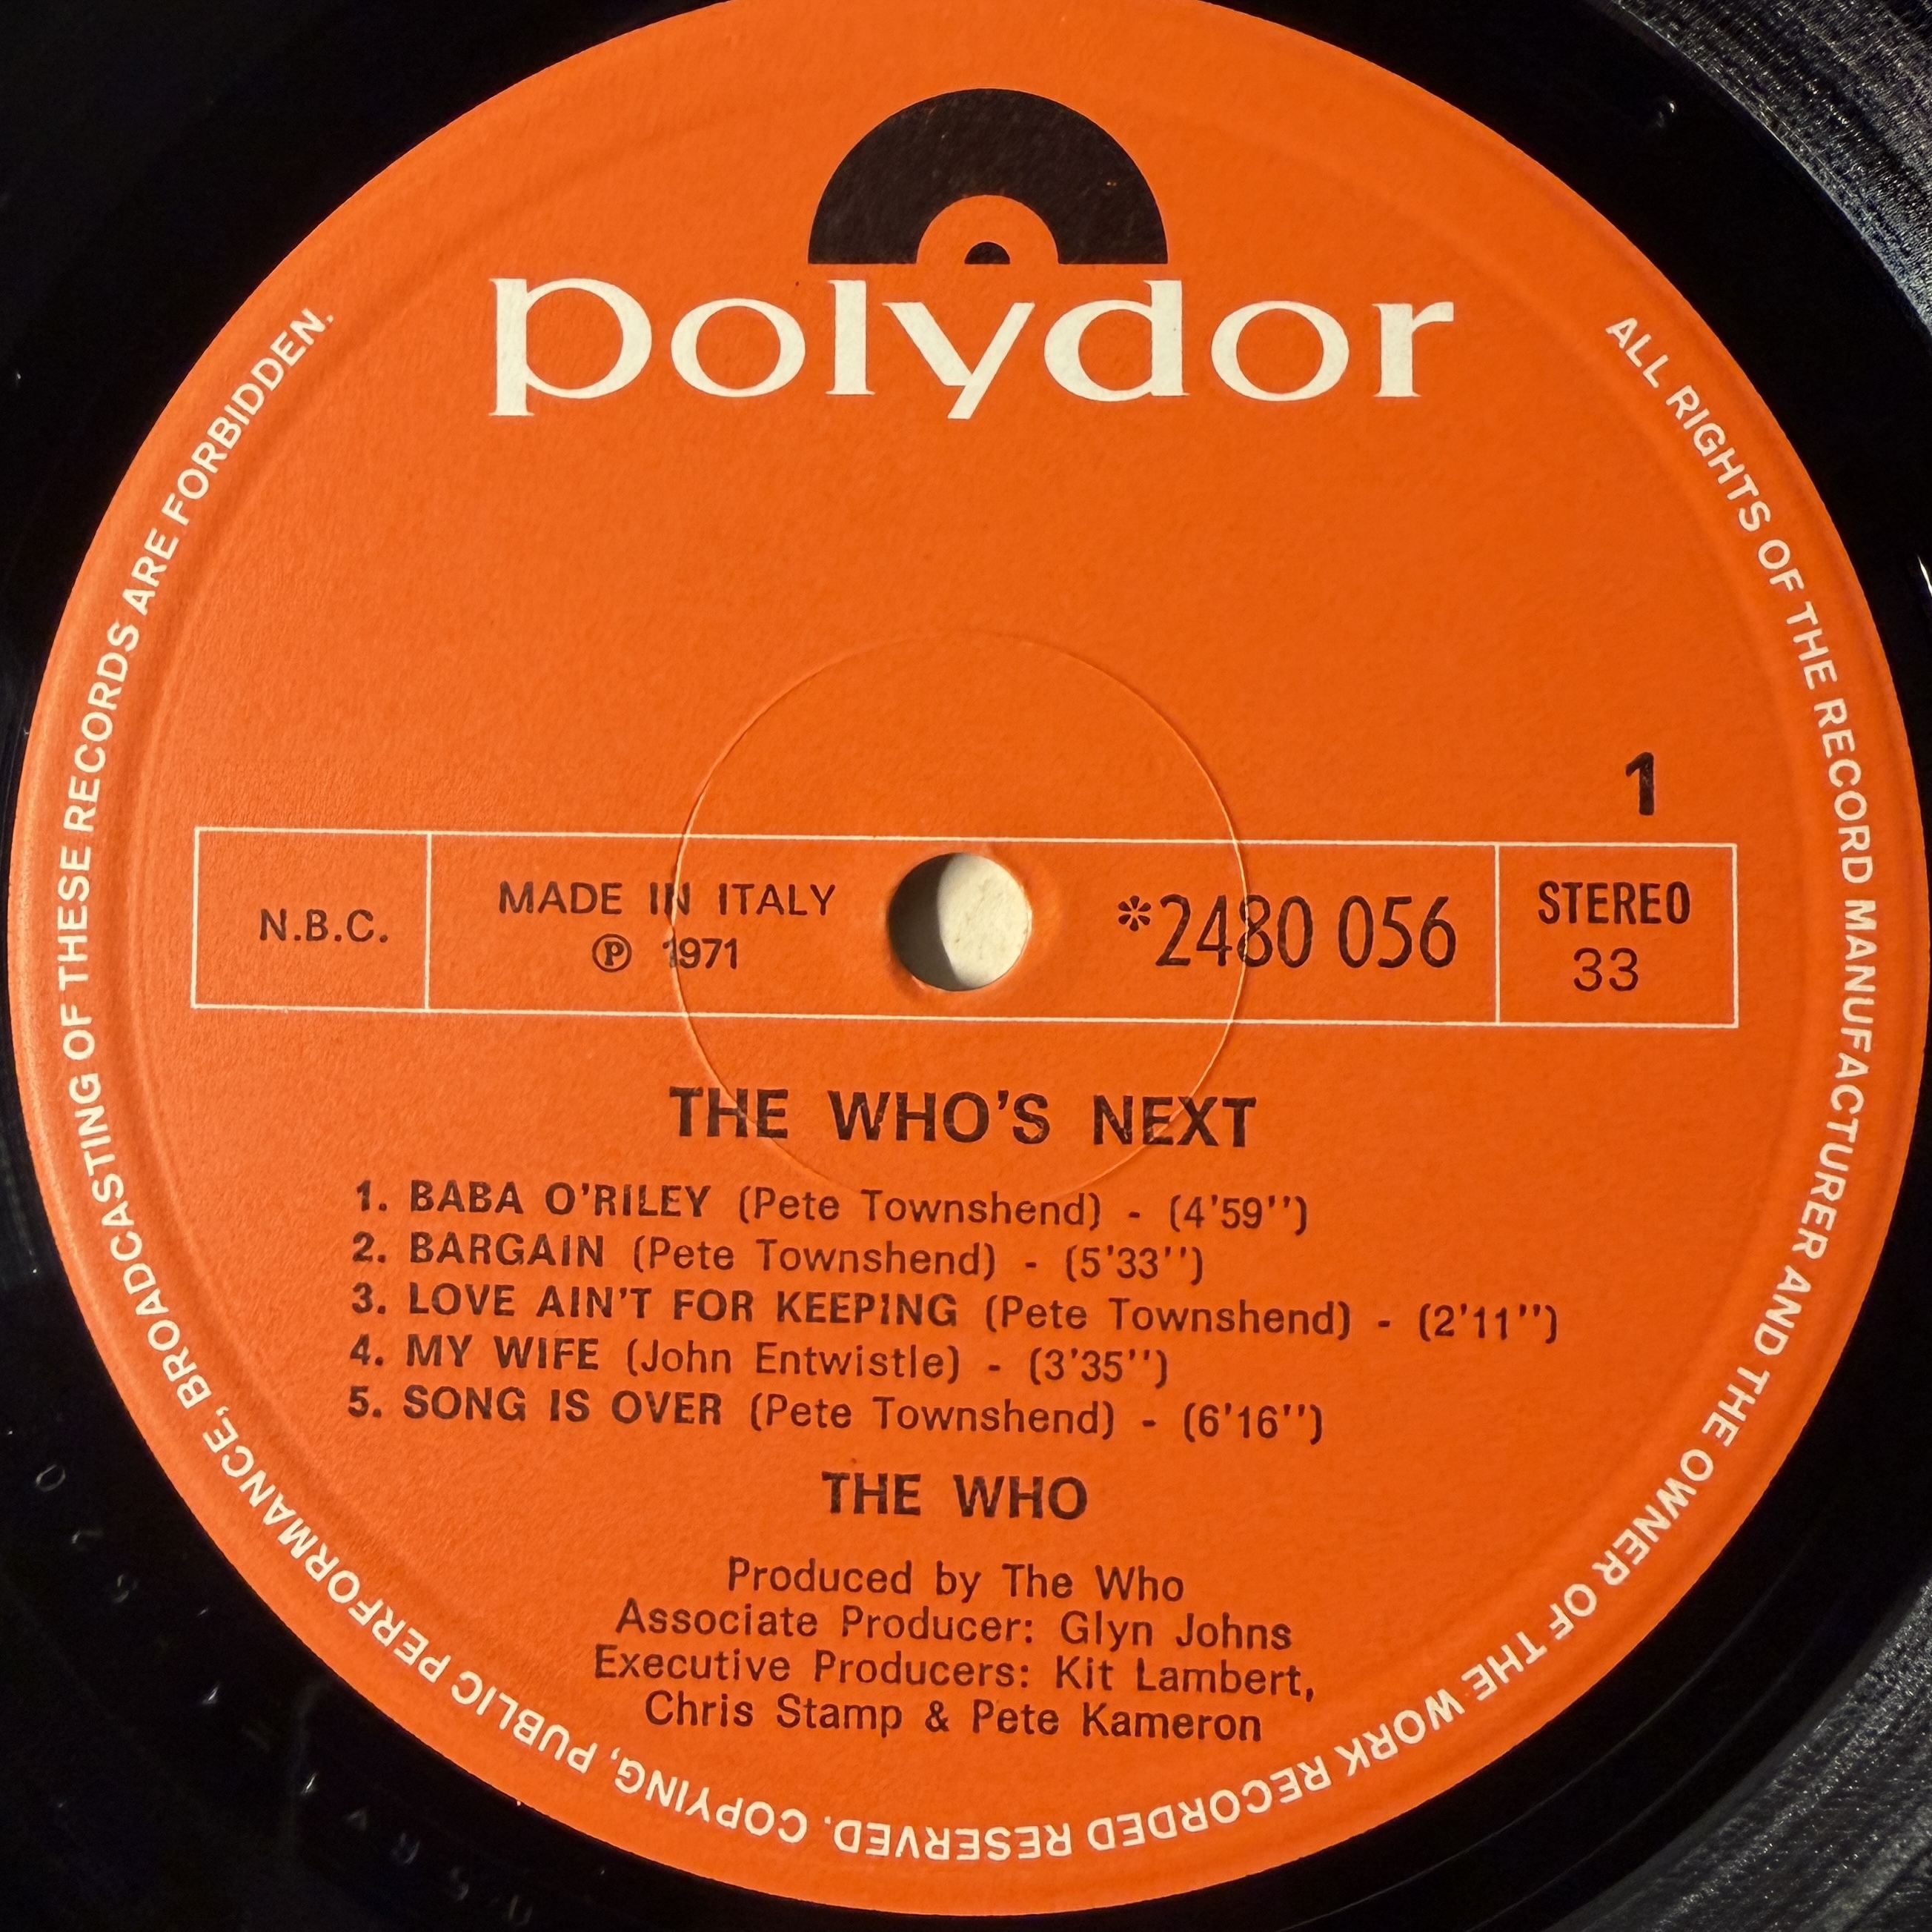 polydor
ALL RIGHTS OF THE RECORD MANUFACTURER AND THE OWNER OF THE WORK RECORDED RESERVED. COPYING, PUBLIC PERFORMANCE, BROADCASTING OF THESE RECORDS ARE FORBIDDEN.
1
N.B.C.
MADE IN ITALY
Ⓟ 1971
*2480 056
STEREO
33
THE WHO'S NEXT
1. BABA O'RILEY (Pete Townshend) - (4'59'')
2. BARGAIN (Pete Townshend) - (5'33'')
3. LOVE AIN'T FOR KEEPING (Pete Townshend) - (2'11'')
4. MY WIFE (John Entwistle) - (3'35'')
5. SONG IS OVER (Pete Townshend) - (6'16'')
THE WHO
Produced by The Who
Associate Producer: Glyn Johns
Executive Producers: Kit Lambert,
Chris Stamp & Pete Kameron